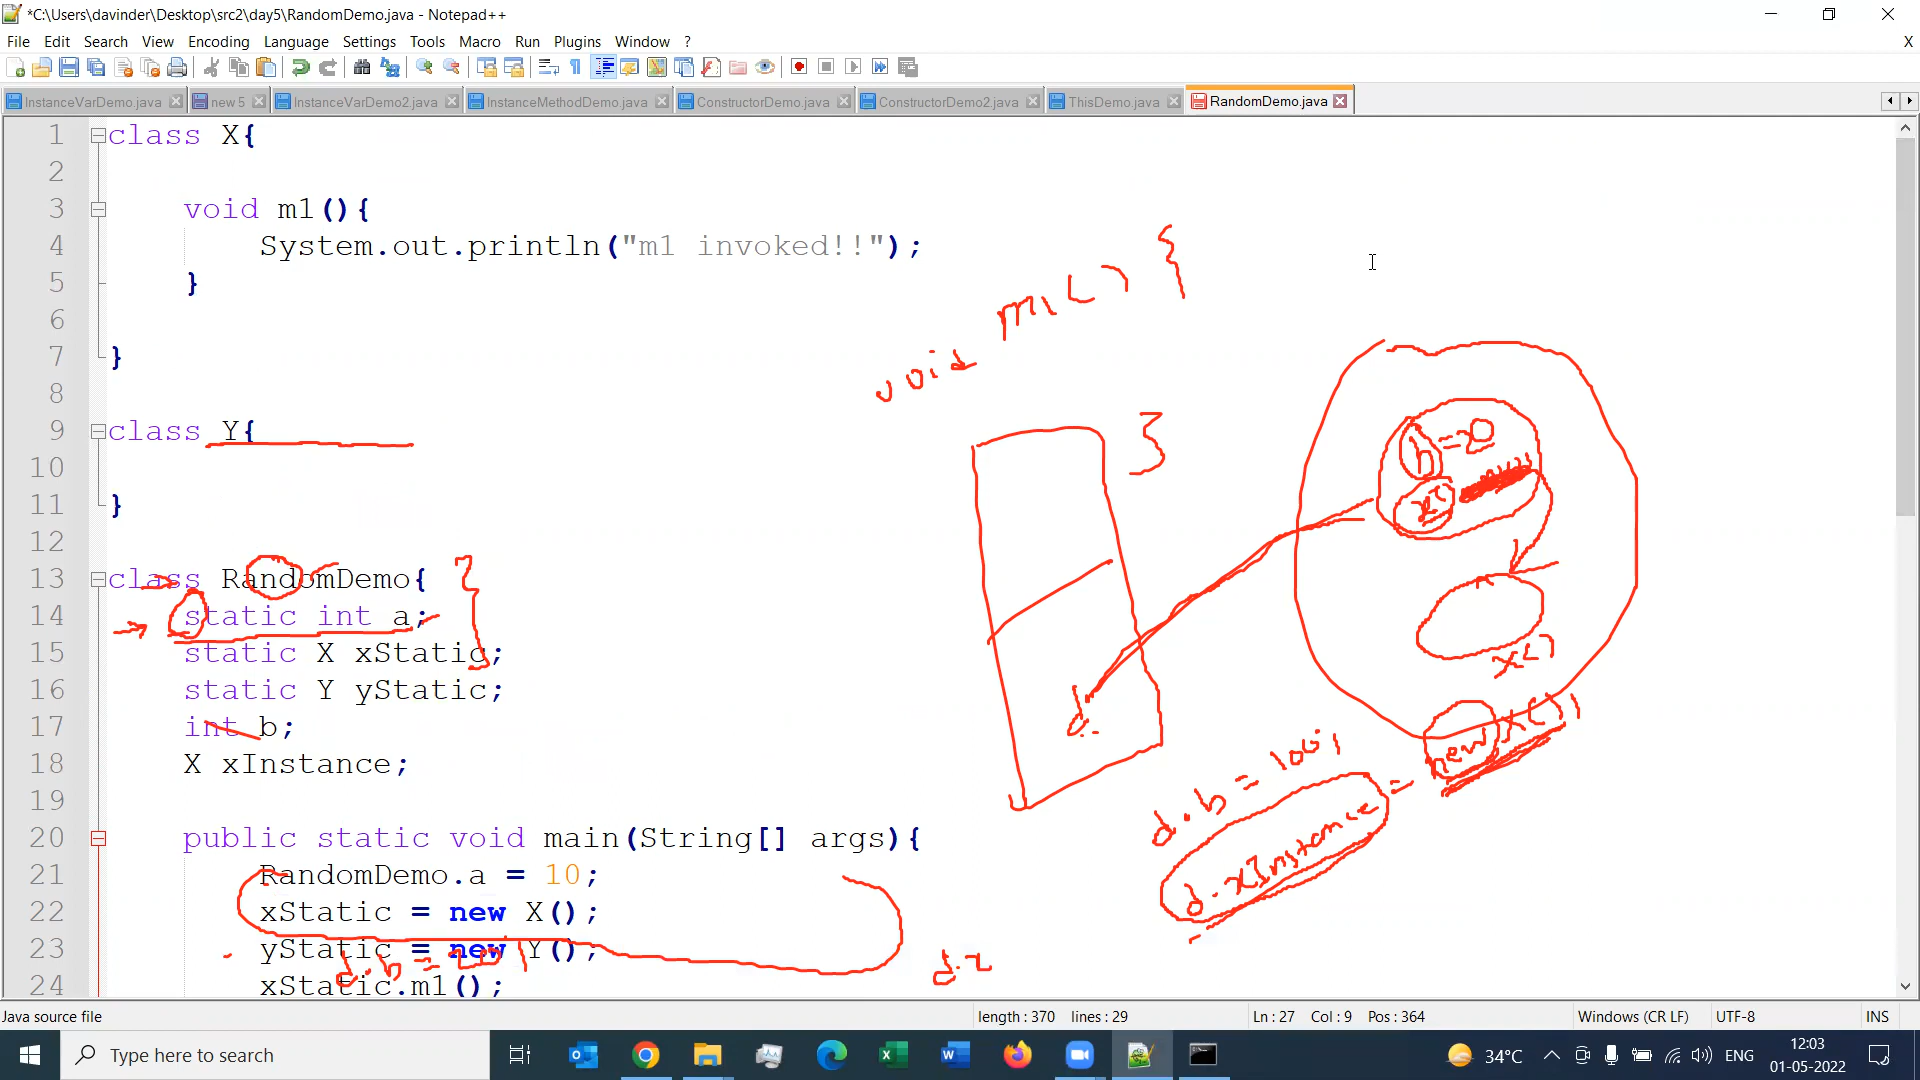 *C:\Users\davinder\Desktop\src2\day5\RandomDemo.java - Notepad++
File Edit Search View Encoding Language Settings Tools Macro Run Plugins Window ? X
InstanceVarDemo.java new 5 InstanceVarDemo2.java InstanceMethodDemo.java ConstructorDemo.java ConstructorDemo2.java ThisDemo.java RandomDemo.java
1 class X{
2
3 void m1(){
4 System.out.println("m1 invoked!!");
5 }
6
7 }
8
9 class Y{
10
11 }
12
13 class RandomDemo{
14 static int a;
15 static X xStatic;
16 static Y yStatic;
17 int b;
18 X xInstance;
19
20 public static void main(String[] args){
21 RandomDemo.a = 10;
22 xStatic = new X();
23 yStatic = new Y();
24 xStatic.m1();
void m1() {
}
b = 0
d
X()
new X()
d.b = 100;
d.xInstance =
d.b = 20
Java source file length : 370 lines : 29 Ln : 27 Col : 9 Pos : 364 Windows (CR LF) UTF-8 INS
Type here to search 34°C ENG 12:03
01-05-2022